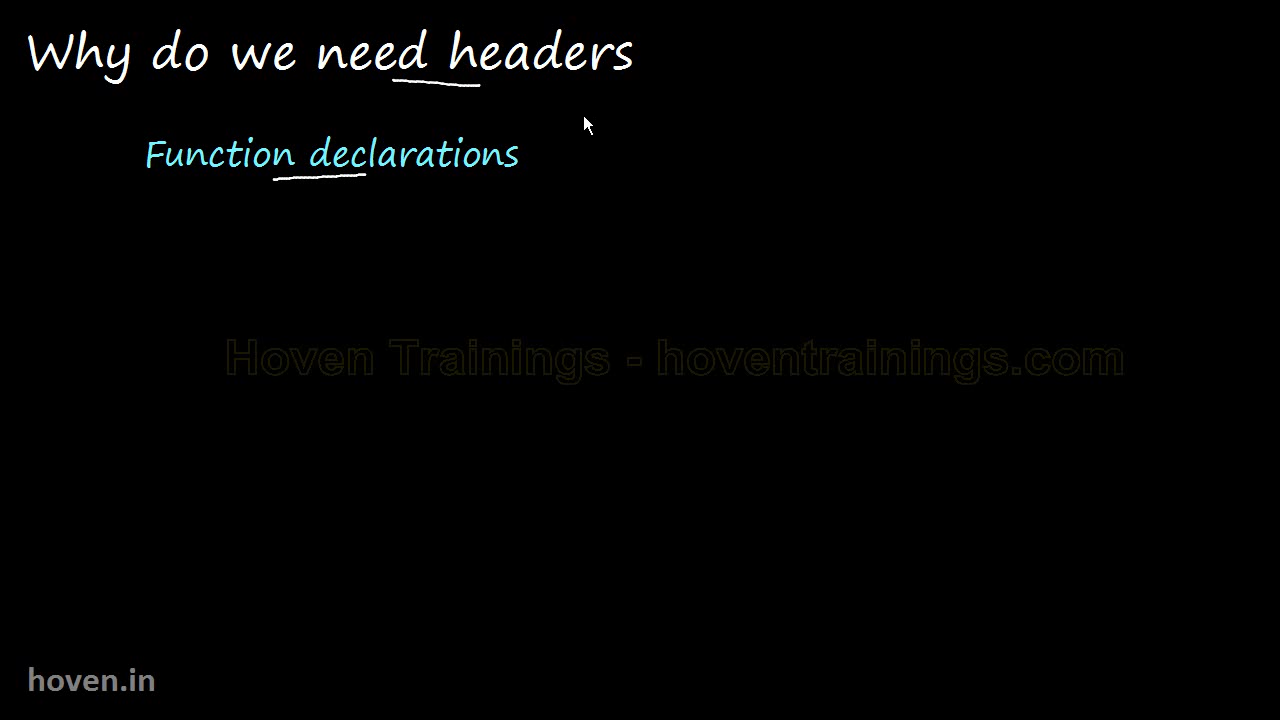 Why do we need headers
Function declarations
Hoven Trainings - hoventrainings.com
hoven.in